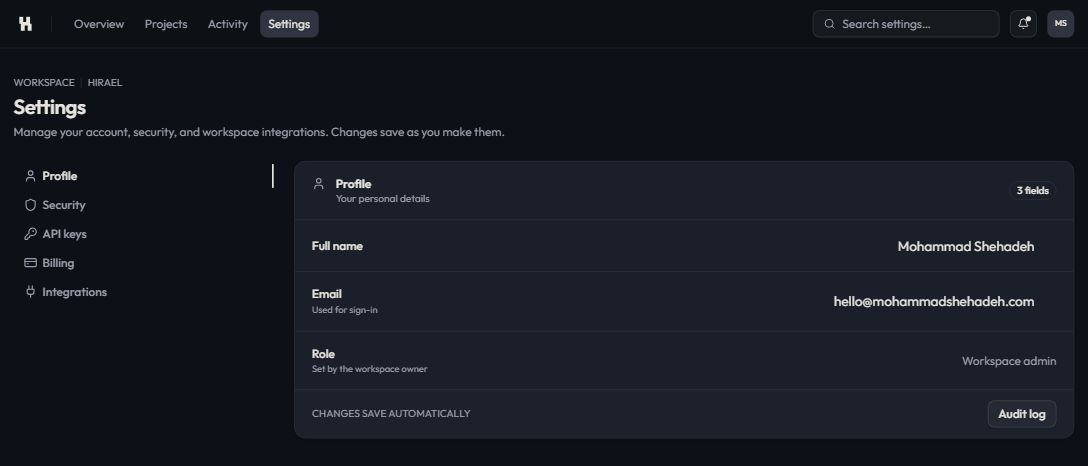 H
Overview Projects Activity Settings Search settings... MS
WORKSPACE HIRAEL
Settings
Manage your account, security, and workspace integrations. Changes save as you make them.
Profile
Security
API keys
Billing
Integrations
Profile
Your personal details
3 fields
Full name
Mohammad Shehadeh
Email
Used for sign-in
hello@mohammadshehadeh.com
Role
Set by the workspace owner
Workspace admin
CHANGES SAVE AUTOMATICALLY
Audit log